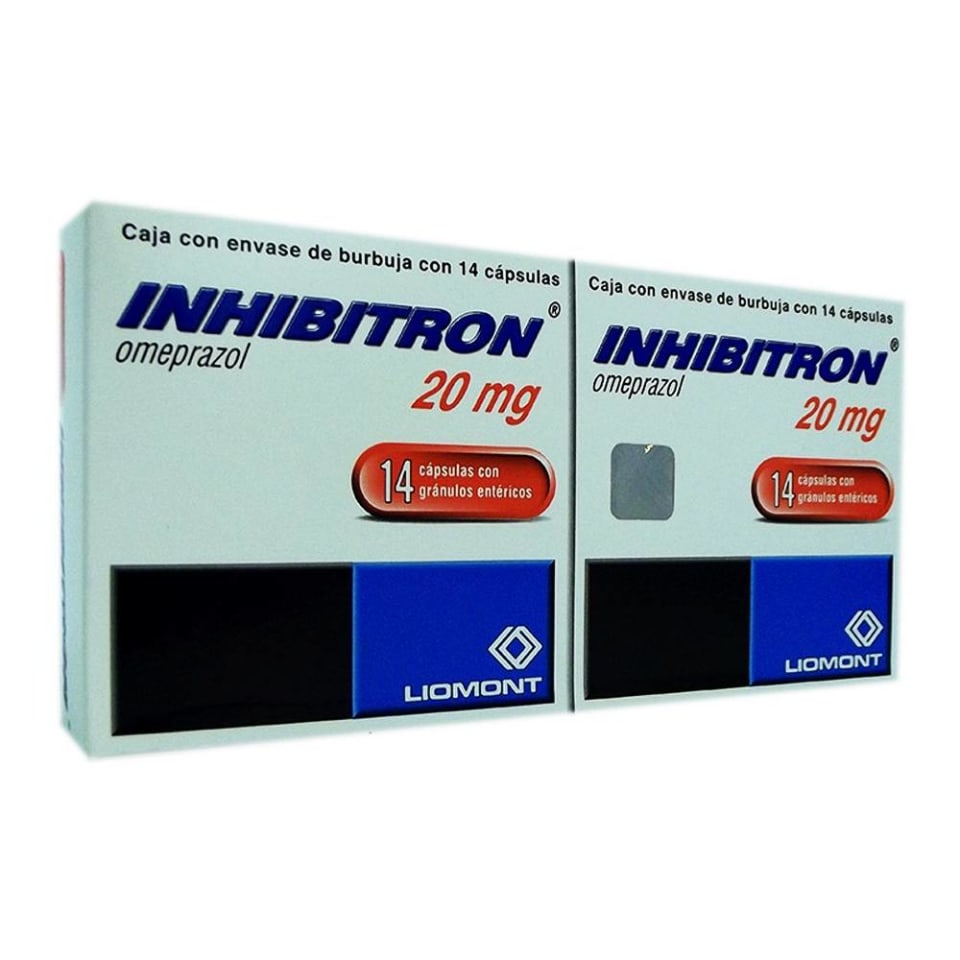 Caja con envase de burbuja con 14 cápsulas
INHIBITRON®
omeprazol
20 mg
14 cápsulas con
gránulos entéricos
LIOMONT
Caja con envase de burbuja con 14 cápsulas
INHIBITRON®
omeprazol
20 mg
14 cápsulas con
gránulos entéricos
LIOMONT